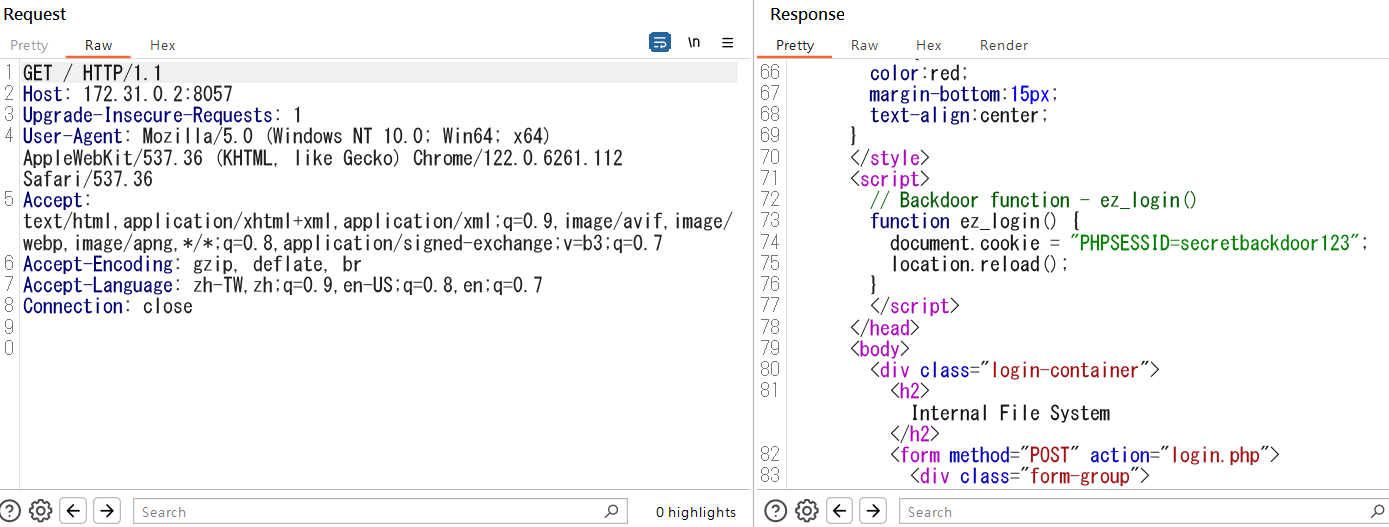 Request
Pretty Raw Hex
\n
1 GET / HTTP/1.1
2 Host: 172.31.0.2:8057
3 Upgrade-Insecure-Requests: 1
4 User-Agent: Mozilla/5.0 (Windows NT 10.0; Win64; x64)
AppleWebKit/537.36 (KHTML, like Gecko) Chrome/122.0.6261.112
Safari/537.36
5 Accept:
text/html,application/xhtml+xml,application/xml;q=0.9,image/avif,image/
webp,image/apng,*/*;q=0.8,application/signed-exchange;v=b3;q=0.7
6 Accept-Encoding: gzip, deflate, br
7 Accept-Language: zh-TW,zh;q=0.9,en-US;q=0.8,en;q=0.7
8 Connection: close
9
0
Search
0 highlights
Response
Pretty Raw Hex Render
66 color:red;
67 margin-bottom:15px;
68 text-align:center;
69 }
70 </style>
71 <script>
72 // Backdoor function - ez_login()
73 function ez_login() {
74 document.cookie = "PHPSESSID=secretbackdoor123";
75 location.reload();
76 }
77 </script>
78 </head>
79 <body>
80 <div class="login-container">
81 <h2>
Internal File System
</h2>
82 <form method="POST" action="login.php">
83 <div class="form-group">
Search